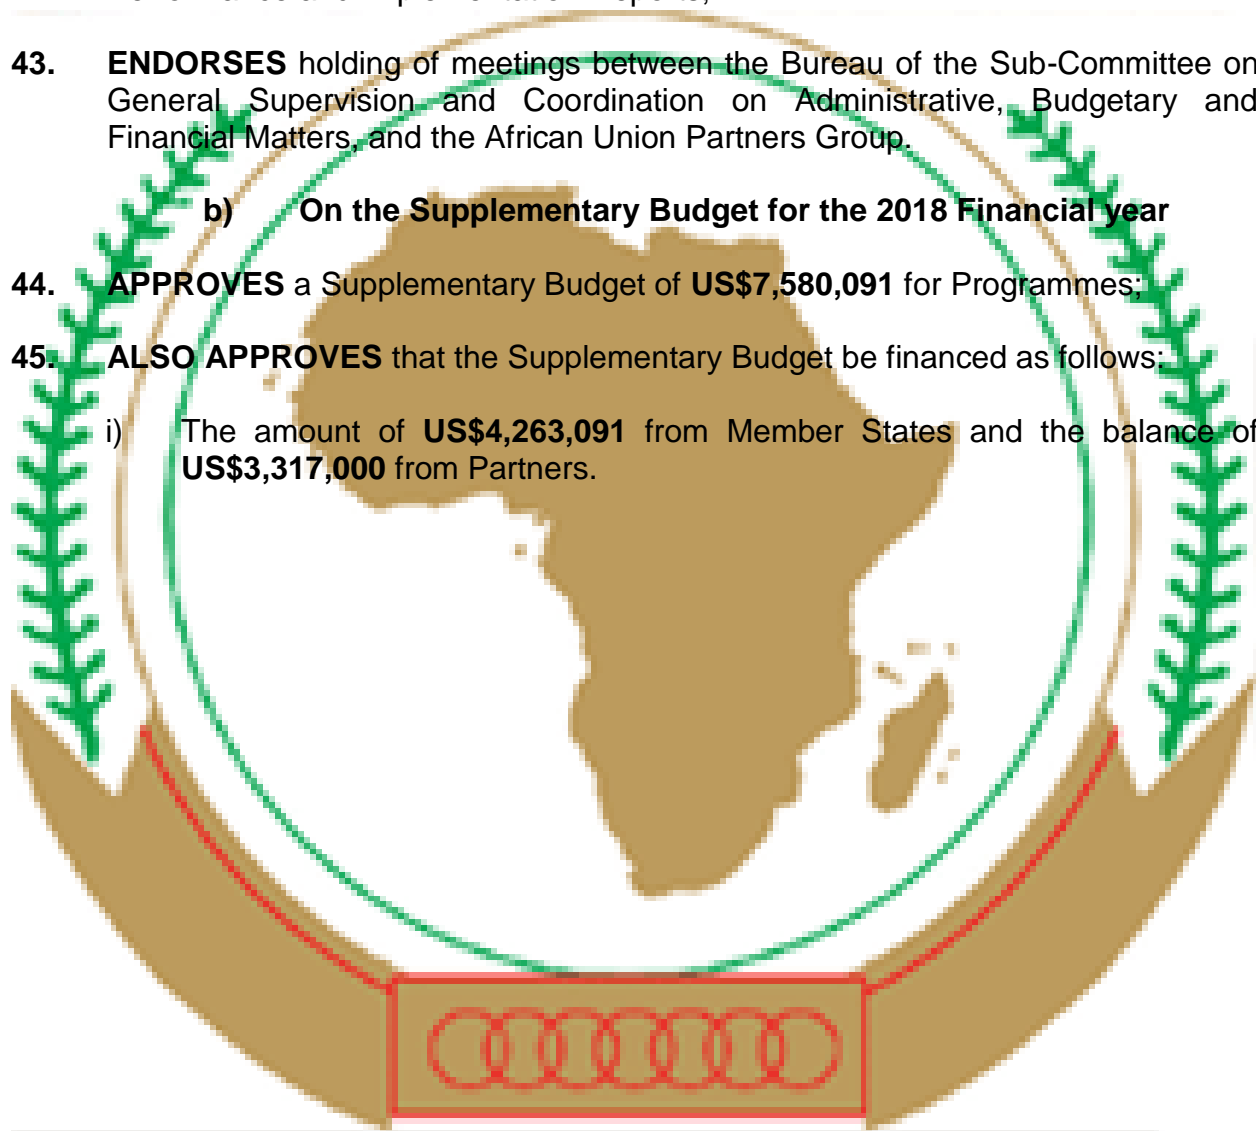 43. ENDORSES holding of meetings between the Bureau of the Sub-Committee on
General Supervision and Coordination on Administrative, Budgetary and
Financial Matters, and the African Union Partners Group.
b) On the Supplementary Budget for the 2018 Financial year
44. APPROVES a Supplementary Budget of US$7,580,091 for Programmes;
45. ALSO APPROVES that the Supplementary Budget be financed as follows:
i) The amount of US$4,263,091 from Member States and the balance of
US$3,317,000 from Partners.